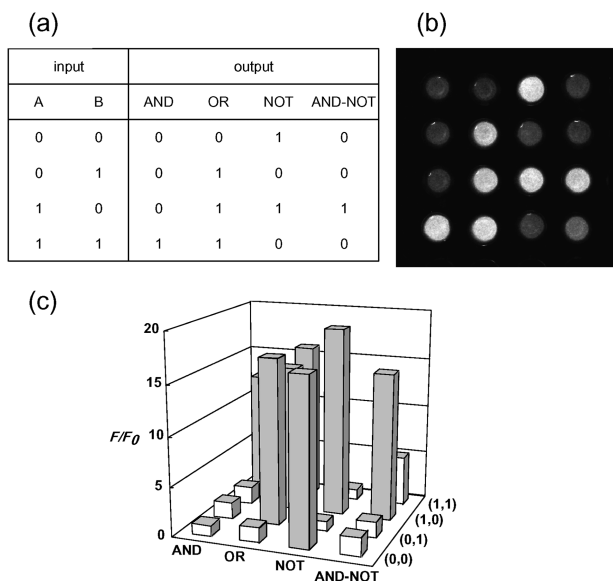 (a)
(b)
input output
A B AND OR NOT AND-NOT
0 0 0 0 1 0
0 1 0 1 0 0
1 0 0 1 1 1
1 1 1 1 0 0
(c)
20
15
10
5
0
F/F0
AND OR NOT AND-NOT
(0,0)
(0,1)
(1,0)
(1,1)